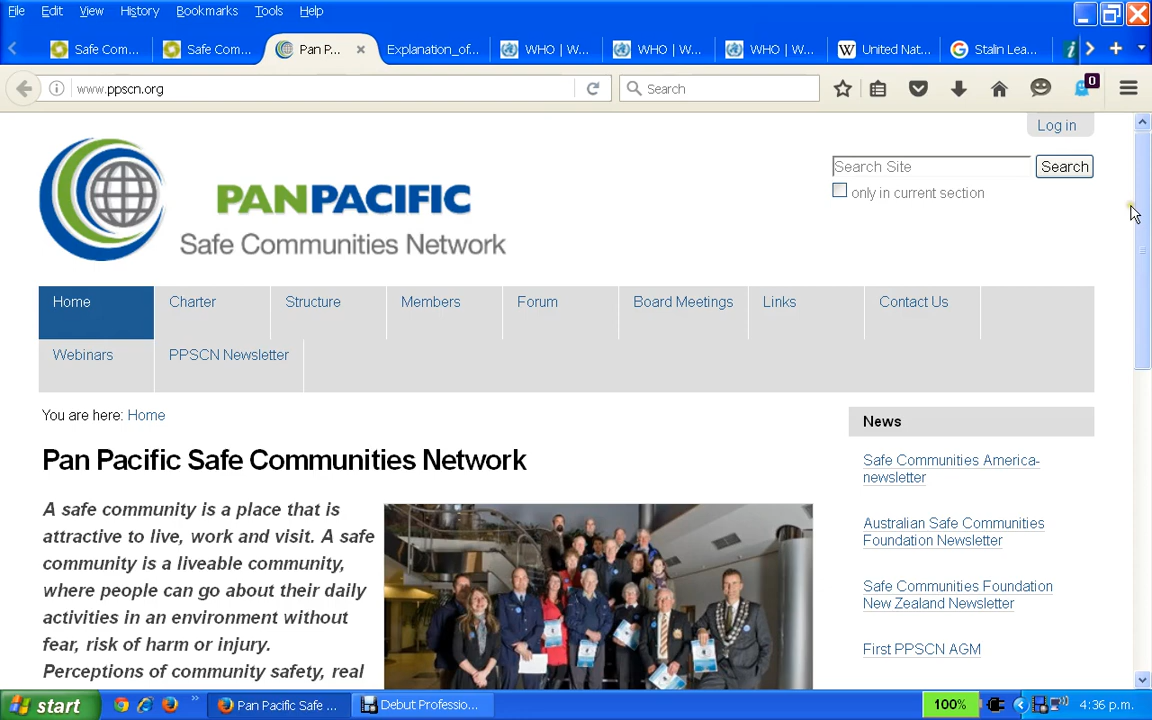 File Edit View History Bookmarks Tools Help
Safe Com... Safe Com... Pan P... Explanation_of... WHO | W... WHO | W... WHO | W... United Nat... Stalin Lea...
www.ppscn.org Search 0
Log in
Search Site Search
only in current section
PANPACIFIC
Safe Communities Network
Home Charter Structure Members Forum Board Meetings Links Contact Us
Webinars PPSCN Newsletter
You are here: Home
News
Pan Pacific Safe Communities Network
Safe Communities America-
newsletter
A safe community is a place that is
attractive to live, work and visit. A safe
community is a liveable community,
where people can go about their daily
activities in an environment without
fear, risk of harm or injury.
Perceptions of community safety, real
Australian Safe Communities
Foundation Newsletter
Safe Communities Foundation
New Zealand Newsletter
First PPSCN AGM
start Pan Pacific Safe ... Debut Professio... 100% 4:36 p.m.